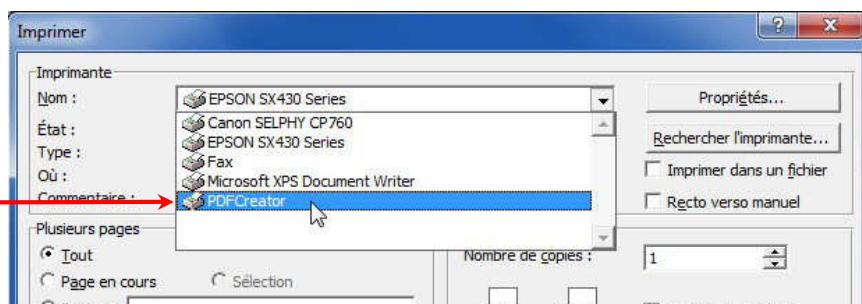 Imprimer
Imprimante
Nom :
EPSON SX430 Series
Propriétés...
État :
Canon SELPHY CP760
EPSON SX430 Series
Rechercher l'imprimante...
Type :
Fax
Où :
Microsoft XPS Document Writer
Imprimer dans un fichier
Commentaire :
PDFCreator
Recto verso manuel
Plusieurs pages
Tout
Nombre de copies :
1
Page en cours
Sélection